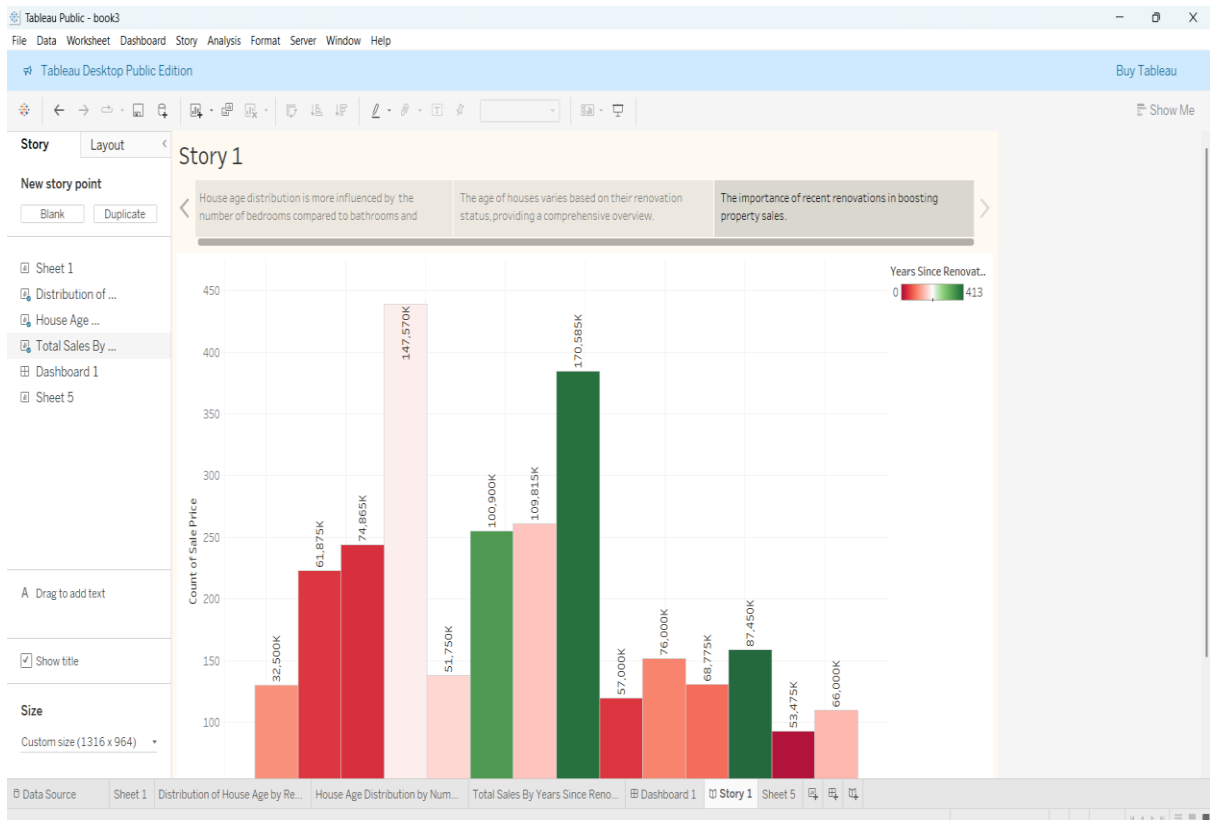 Tableau Public - book3
File Data Worksheet Dashboard Story Analysis Format Server Window Help
Tableau Desktop Public Edition
Buy Tableau
Show Me
Story Layout
New story point
Blank Duplicate
Sheet 1
Distribution of ...
House Age ...
Total Sales By ...
Dashboard 1
Sheet 5
A Drag to add text
Show title
Size
Custom size (1316 x 964)
Story 1
House age distribution is more influenced by the
number of bedrooms compared to bathrooms and
The age of houses varies based on their renovation
status, providing a comprehensive overview.
The importance of recent renovations in boosting
property sales.
Years Since Renovat..
0 413
Count of Sale Price
450
400
350
300
250
200
150
100
32,500K
61,875K
74,865K
147,570K
51,750K
100,900K
109,815K
170,585K
57,000K
76,000K
68,775K
87,450K
53,475K
66,000K
Data Source Sheet 1 Distribution of House Age by Re... House Age Distribution by Num... Total Sales By Years Since Reno... Dashboard 1 Story 1 Sheet 5